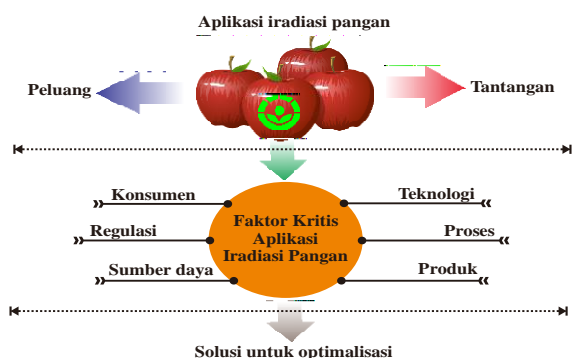 Aplikasi iradiasi pangan
Peluang
Tantangan
Konsumen
Teknologi
Regulasi
Faktor Kritis
Aplikasi
Iradiasi Pangan
Proses
Sumber daya
Produk
Solusi untuk optimalisasi